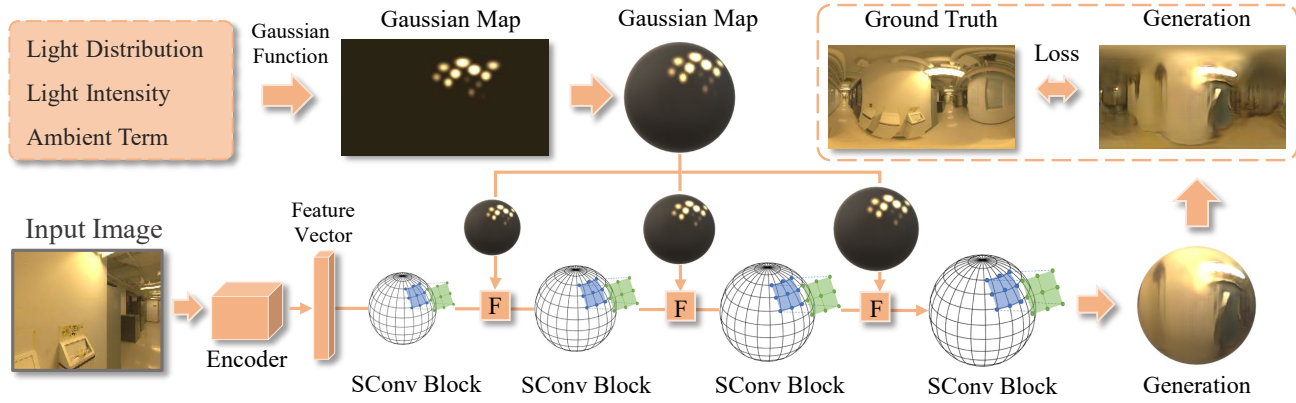 Light Distribution
Light Intensity
Ambient Term
Gaussian
Function
Gaussian Map
Gaussian Map
Ground Truth
Loss
Generation
Input Image
Encoder
Feature
Vector
F
F
F
SConv Block
SConv Block
SConv Block
SConv Block
Generation